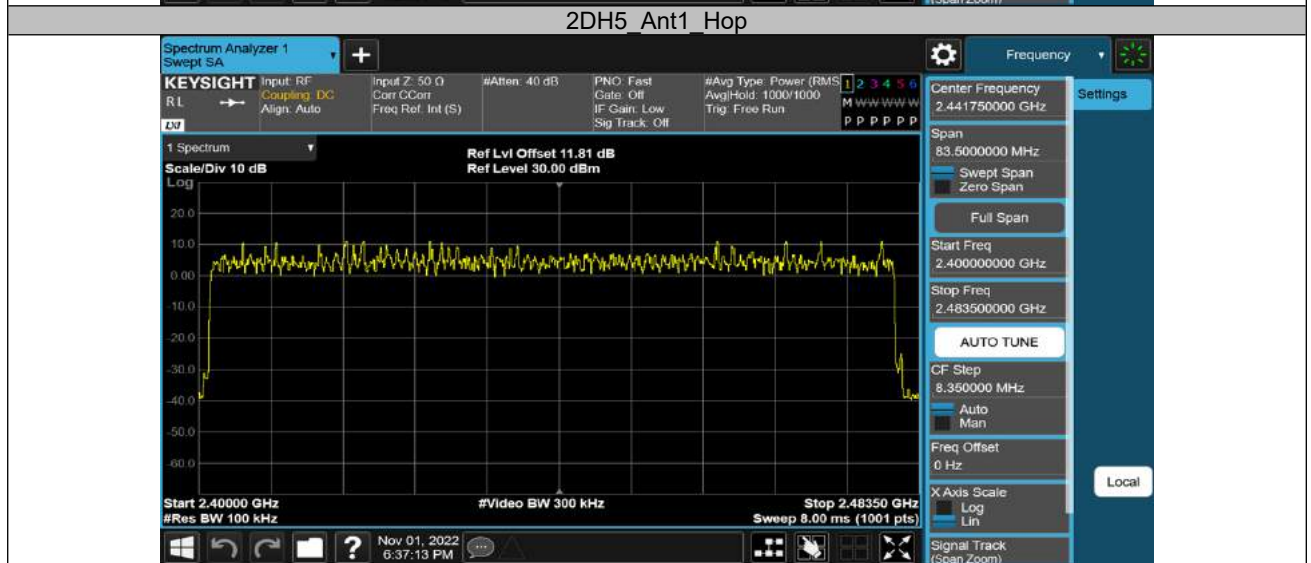 (Span Zoom)
2DH5_Ant1_Hop
Spectrum Analyzer 1
Swept SA
+
Frequency
KEYSIGHT
RL
LXI
Input: RF
Coupling: DC
Align: Auto
Input Z: 50 Ω
Corr CCorr
Freq Ref: Int (S)
#Atten: 40 dB
PNO: Fast
Gate: Off
IF Gain: Low
Sig Track: Off
#Avg Type: Power (RMS
Avg|Hold: 1000/1000
Trig: Free Run
1 2 3 4 5 6
M W W W W W
P P P P P P
Center Frequency
2.441750000 GHz
Settings
Span
83.5000000 MHz
Swept Span
Zero Span
Full Span
Start Freq
2.400000000 GHz
Stop Freq
2.483500000 GHz
AUTO TUNE
CF Step
8.350000 MHz
Auto
Man
Freq Offset
0 Hz
X Axis Scale
Log
Lin
Local
Signal Track
(Span Zoom)
1 Spectrum
Scale/Div 10 dB
Log
Ref Lvl Offset 11.81 dB
Ref Level 30.00 dBm
20.0
10.0
0.00
-10.0
-20.0
-30.0
-40.0
-50.0
-60.0
Start 2.40000 GHz
#Res BW 100 kHz
#Video BW 300 kHz
Stop 2.48350 GHz
Sweep 8.00 ms (1001 pts)
?
Nov 01, 2022
6:37:13 PM